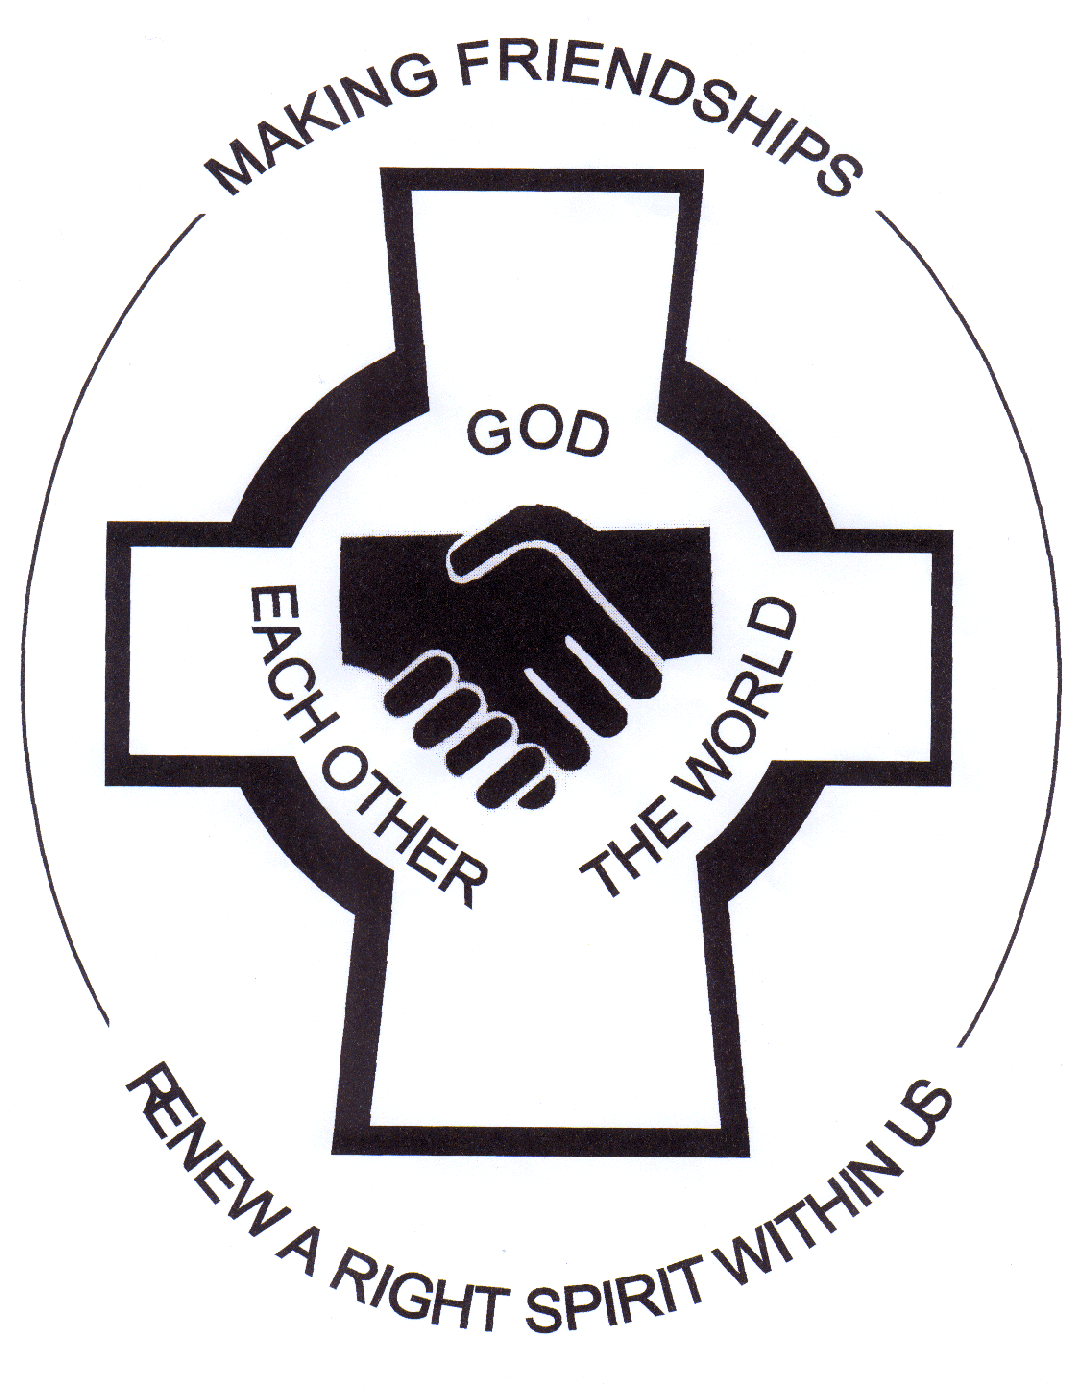 MAKING FRIENDSHIPS
GOD
EACH OTHER
THE WORLD
RENEW A RIGHT SPIRIT WITHIN US